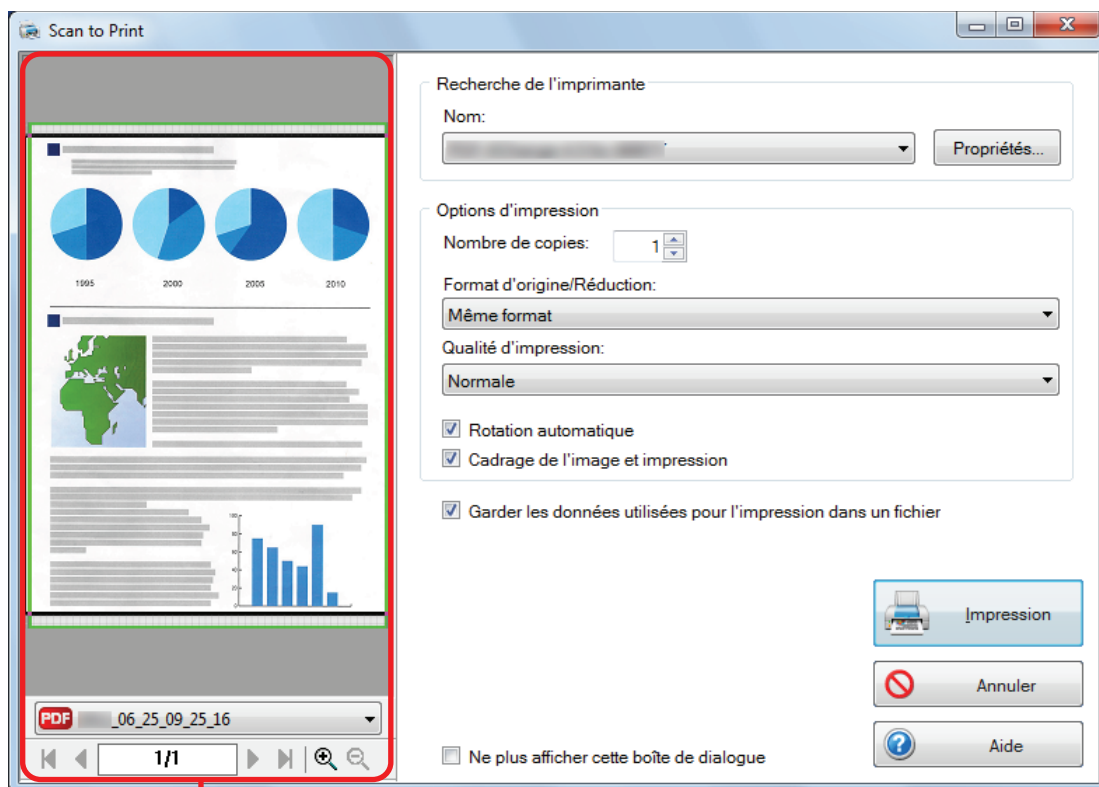 Scan to Print
Recherche de l'imprimante
Nom:
Propriétés...
Options d'impression
Nombre de copies:
1
Format d'origine/Réduction:
Même format
Qualité d'impression:
Normale
Rotation automatique
Cadrage de l'image et impression
Garder les données utilisées pour l'impression dans un fichier
Impression
Annuler
Aide
Ne plus afficher cette boîte de dialogue
1995 2000 2005 2010
PDF _06_25_09_25_16
1/1